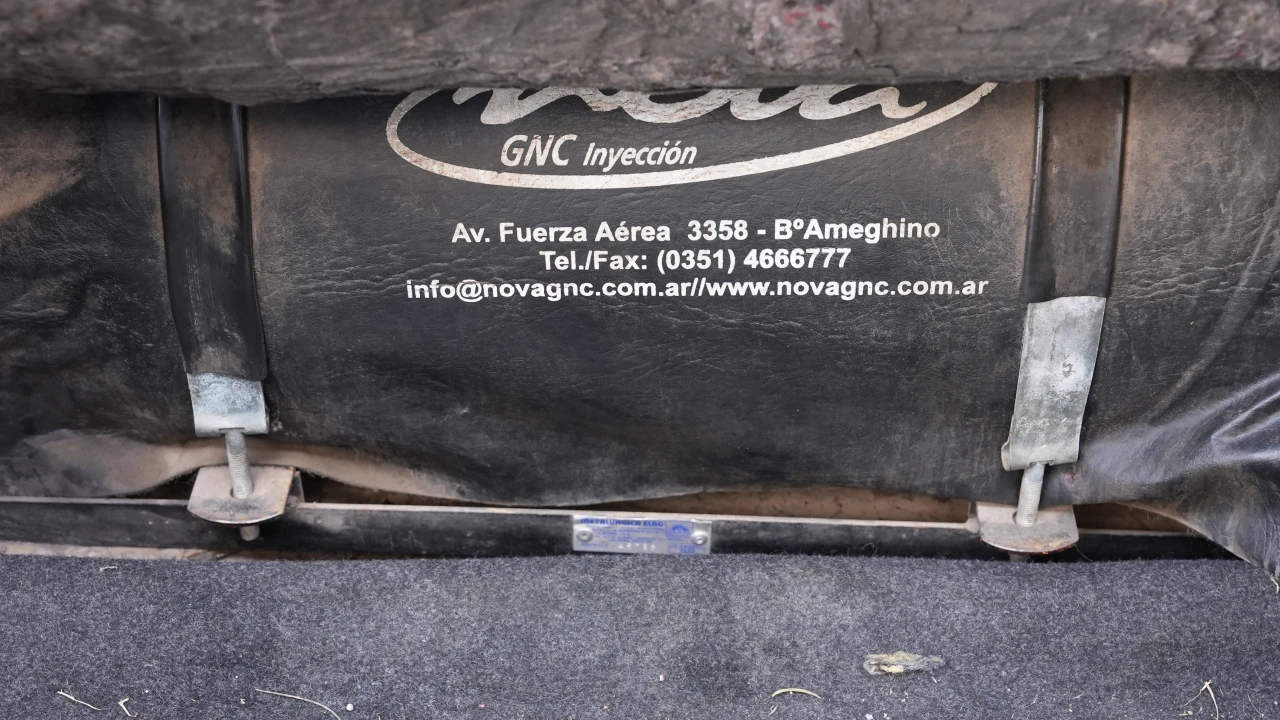 GNC Inyección
Av. Fuerza Aérea 3358 - BºAmeghino
Tel./Fax: (0351) 4666777
info@novagnc.com.ar//www.novagnc.com.ar
METALURGICA